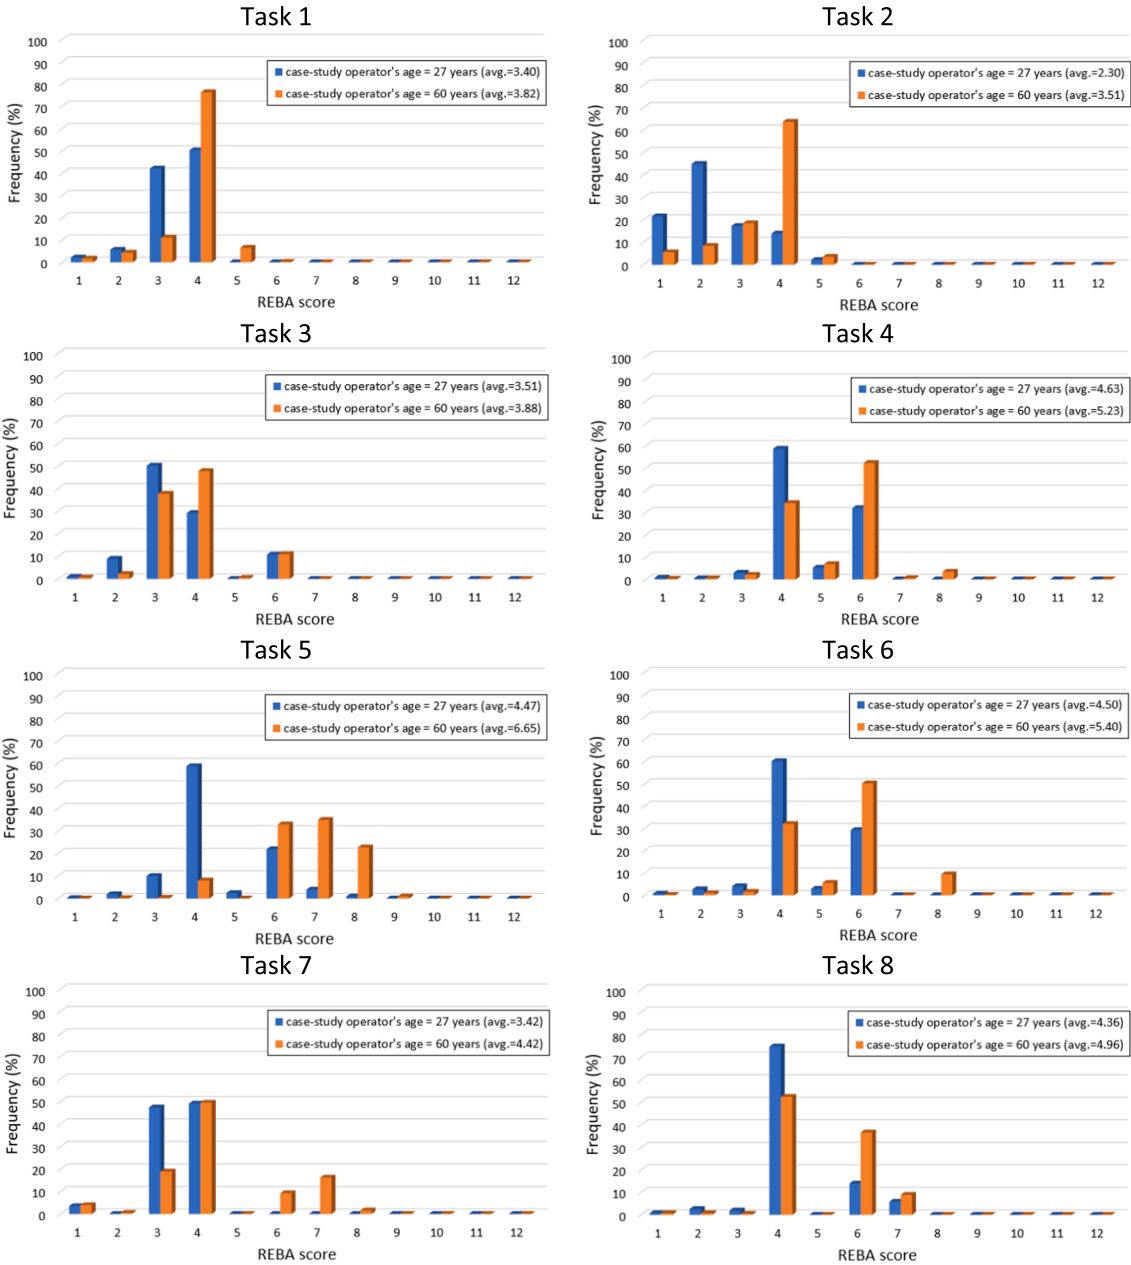 Task 1
100
90
80
70
60
50
40
30
20
10
0
Frequency (%)
case-study operator's age = 27 years (avg.=3.40)
case-study operator's age = 60 years (avg.=3.82)
1 2 3 4 5 6 7 8 9 10 11 12
REBA score
Task 2
100
90
80
70
60
50
40
30
20
10
0
Frequency (%)
case-study operator's age = 27 years (avg.=2.30)
case-study operator's age = 60 years (avg.=3.51)
1 2 3 4 5 6 7 8 9 10 11 12
REBA score
Task 3
100
90
80
70
60
50
40
30
20
10
0
Frequency (%)
case-study operator's age = 27 years (avg.=3.51)
case-study operator's age = 60 years (avg.=3.88)
1 2 3 4 5 6 7 8 9 10 11 12
REBA score
Task 4
100
90
80
70
60
50
40
30
20
10
0
Frequency (%)
case-study operator's age = 27 years (avg.=4.63)
case-study operator's age = 60 years (avg.=5.23)
1 2 3 4 5 6 7 8 9 10 11 12
REBA score
Task 5
100
90
80
70
60
50
40
30
20
10
0
Frequency (%)
case-study operator's age = 27 years (avg.=4.47)
case-study operator's age = 60 years (avg.=6.65)
1 2 3 4 5 6 7 8 9 10 11 12
REBA score
Task 6
100
90
80
70
60
50
40
30
20
10
0
Frequency (%)
case-study operator's age = 27 years (avg.=4.50)
case-study operator's age = 60 years (avg.=5.40)
1 2 3 4 5 6 7 8 9 10 11 12
REBA score
Task 7
100
90
80
70
60
50
40
30
20
10
0
Frequency (%)
case-study operator's age = 27 years (avg.=3.42)
case-study operator's age = 60 years (avg.=4.42)
1 2 3 4 5 6 7 8 9 10 11 12
REBA score
Task 8
100
90
80
70
60
50
40
30
20
10
0
Frequency (%)
case-study operator's age = 27 years (avg.=4.36)
case-study operator's age = 60 years (avg.=4.96)
1 2 3 4 5 6 7 8 9 10 11 12
REBA score